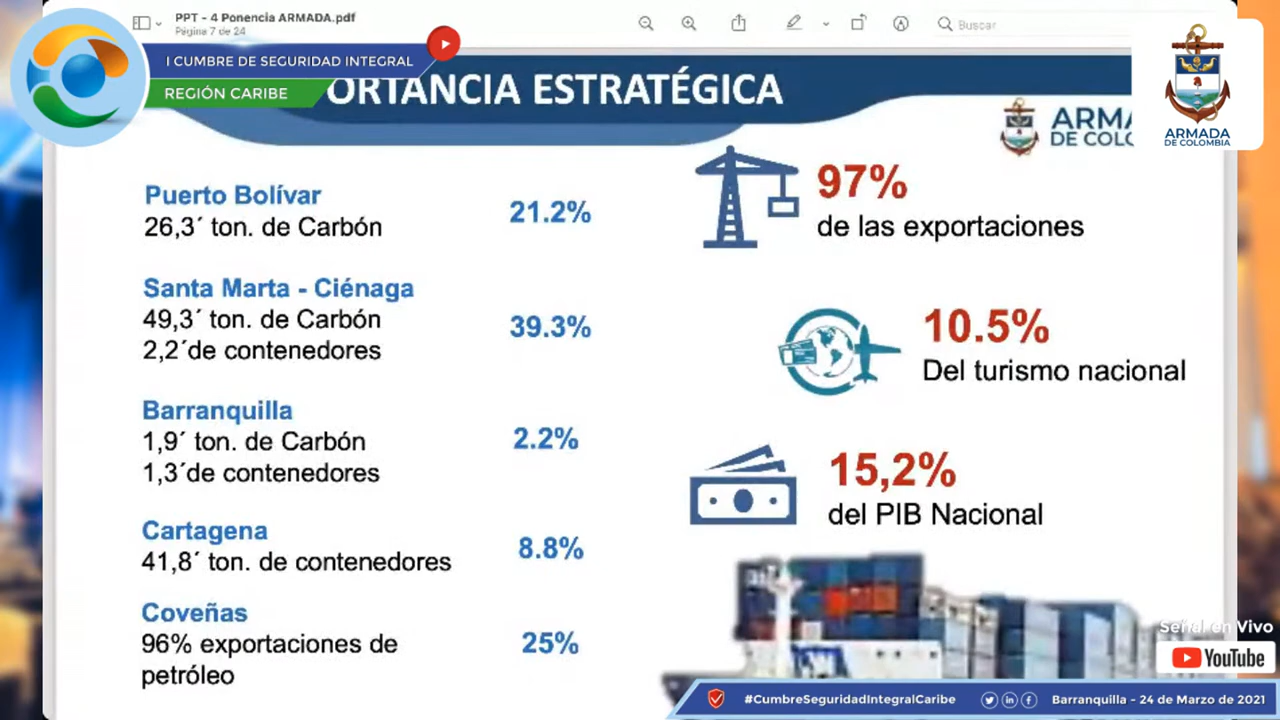 PPT - 4 Ponencia ARMADA.pdf
Página 7 de 24
Buscar
I CUMBRE DE SEGURIDAD INTEGRAL
REGIÓN CARIBE
ORTANCIA ESTRATÉGICA
ARMA
DE COLO
ARMADA
DE COLOMBIA
Puerto Bolívar
26,3´ ton. de Carbón
21.2%
97%
de las exportaciones
Santa Marta - Ciénaga
49,3´ ton. de Carbón
2,2´de contenedores
39.3%
10.5%
Del turismo nacional
Barranquilla
1,9´ ton. de Carbón
1,3´de contenedores
2.2%
15,2%
del PIB Nacional
Cartagena
41,8´ ton. de contenedores
8.8%
Coveñas
96% exportaciones de
petróleo
25%
Señal en Vivo
YouTube
#CumbreSeguridadIntegralCaribe
Barranquilla - 24 de Marzo de 2021